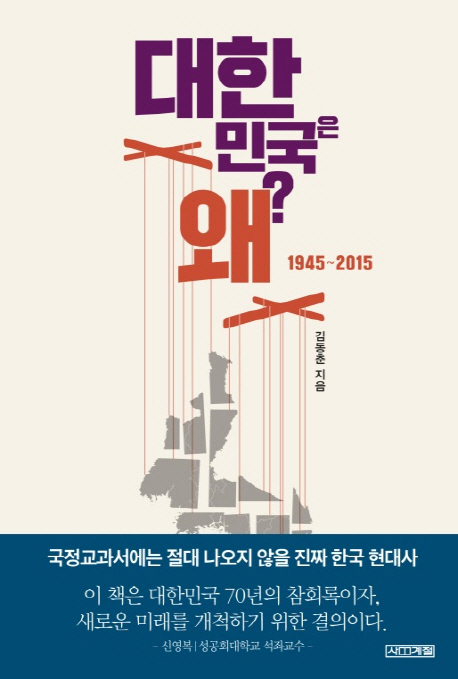 대한
민국은
왜?
1945~2015
김동춘 지음
국정교과서에는 절대 나오지 않을 진짜 한국 현대사
이 책은 대한민국 70년의 참회록이자,
새로운 미래를 개척하기 위한 결의이다.
- 신영복 | 성공회대학교 석좌교수 -
사계절